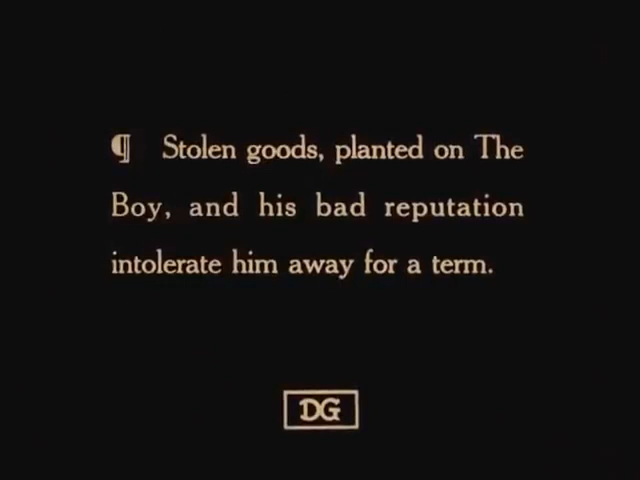 ¶ Stolen goods, planted on The
Boy, and his bad reputation
intolerate him away for a term.
DG